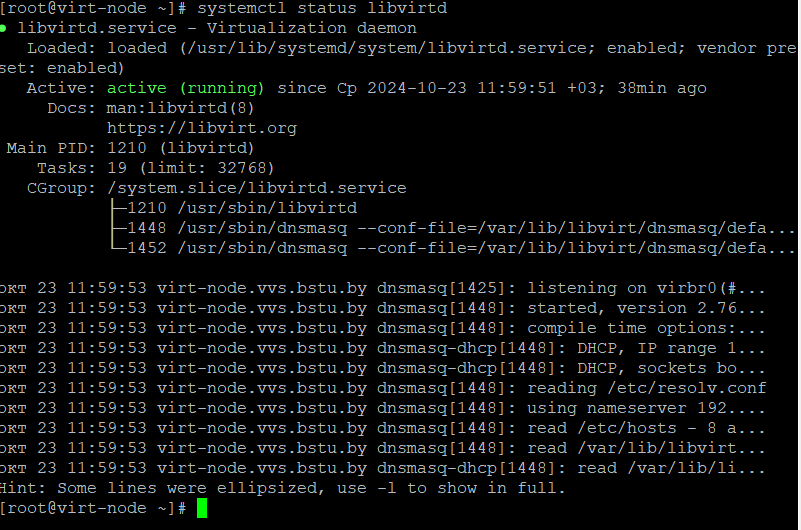 [root@virt-node ~]# systemctl status libvirtd
● libvirtd.service - Virtualization daemon
   Loaded: loaded (/usr/lib/systemd/system/libvirtd.service; enabled; vendor pre
set: enabled)
   Active: active (running) since Ср 2024-10-23 11:59:51 +03; 38min ago
     Docs: man:libvirtd(8)
           https://libvirt.org
 Main PID: 1210 (libvirtd)
    Tasks: 19 (limit: 32768)
   CGroup: /system.slice/libvirtd.service
           ├─1210 /usr/sbin/libvirtd
           ├─1448 /usr/sbin/dnsmasq --conf-file=/var/lib/libvirt/dnsmasq/defa...
           └─1452 /usr/sbin/dnsmasq --conf-file=/var/lib/libvirt/dnsmasq/defa...

окт 23 11:59:53 virt-node.vvs.bstu.by dnsmasq[1425]: listening on virbr0(#...
окт 23 11:59:53 virt-node.vvs.bstu.by dnsmasq[1448]: started, version 2.76...
окт 23 11:59:53 virt-node.vvs.bstu.by dnsmasq[1448]: compile time options:...
окт 23 11:59:53 virt-node.vvs.bstu.by dnsmasq-dhcp[1448]: DHCP, IP range 1...
окт 23 11:59:53 virt-node.vvs.bstu.by dnsmasq-dhcp[1448]: DHCP, sockets bo...
окт 23 11:59:53 virt-node.vvs.bstu.by dnsmasq[1448]: reading /etc/resolv.conf
окт 23 11:59:53 virt-node.vvs.bstu.by dnsmasq[1448]: using nameserver 192....
окт 23 11:59:53 virt-node.vvs.bstu.by dnsmasq[1448]: read /etc/hosts - 8 a...
окт 23 11:59:53 virt-node.vvs.bstu.by dnsmasq[1448]: read /var/lib/libvirt...
окт 23 11:59:53 virt-node.vvs.bstu.by dnsmasq-dhcp[1448]: read /var/lib/li...
Hint: Some lines were ellipsized, use -l to show in full.
[root@virt-node ~]#